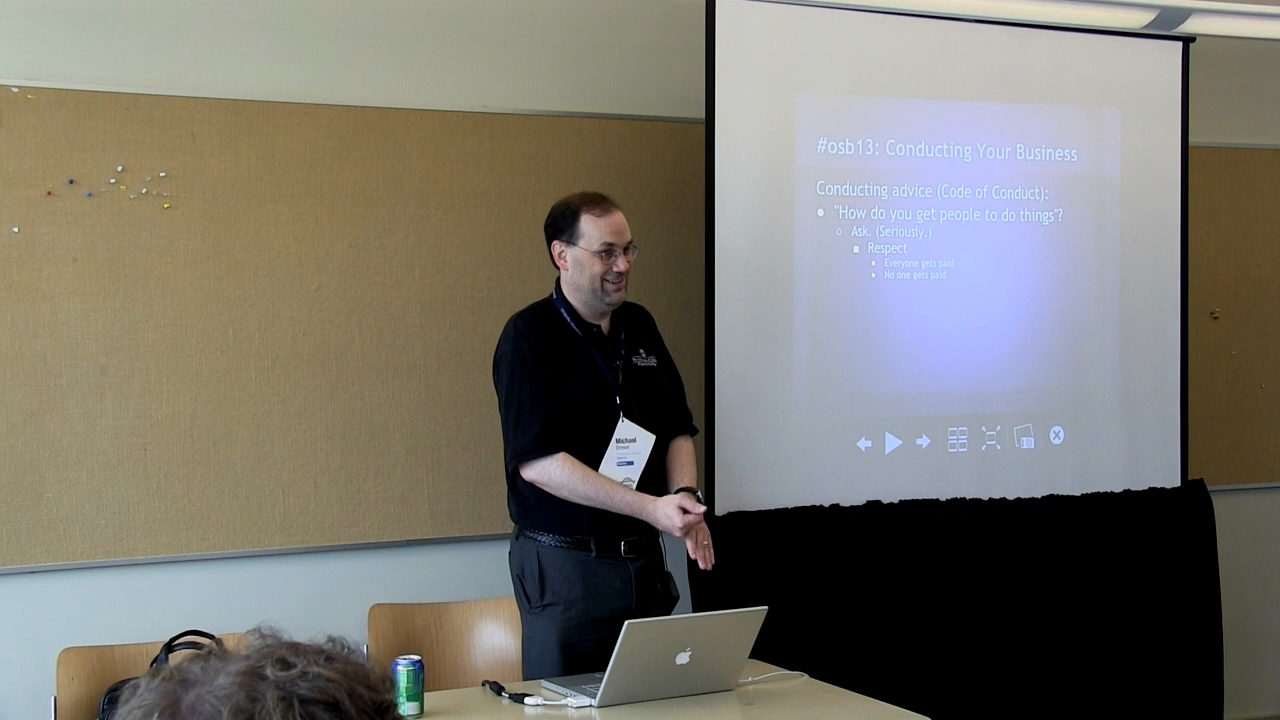 #osb13: Conducting Your Business
Conducting advice (Code of Conduct):
"How do you get people to do things"?
Ask. (Seriously.)
Respect
Everyone gets paid
No one gets paid
Michael